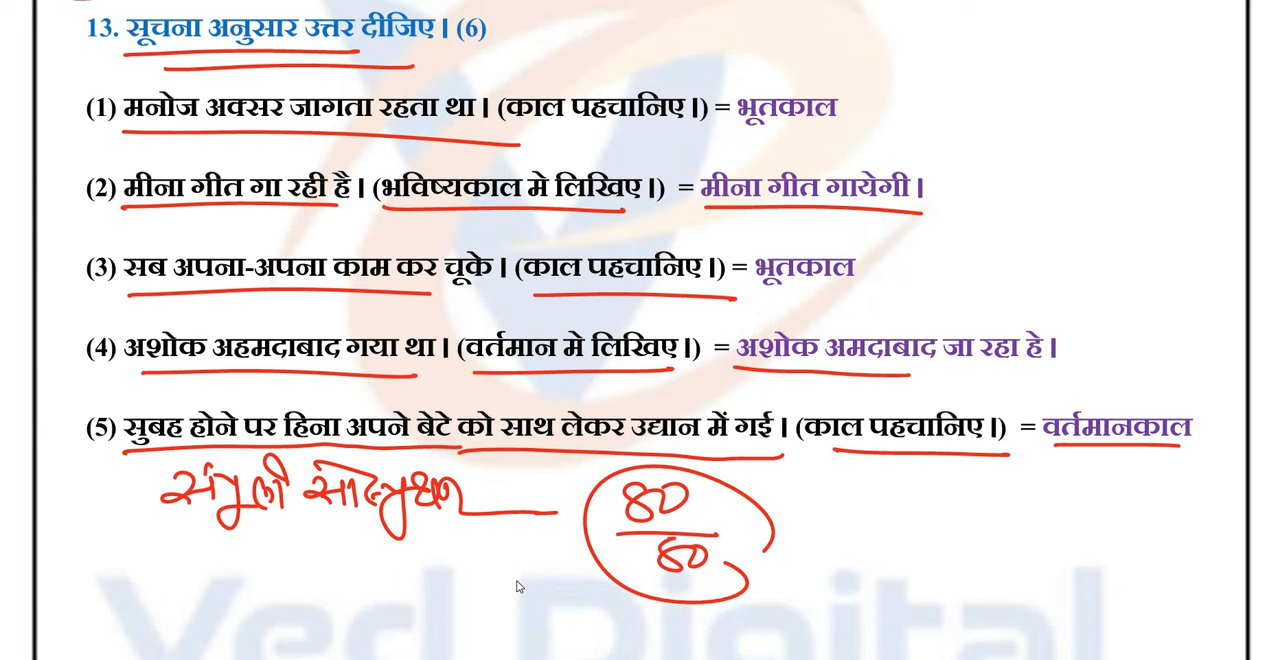 13. सूचना अनुसार उत्तर दीजिए। (6)
(1) मनोज अक्सर जागता रहता था। (काल पहचानिए।) = भूतकाल
(2) मीना गीत गा रही है। (भविष्यकाल मे लिखिए।) = मीना गीत गायेगी।
(3) सब अपना-अपना काम कर चूके। (काल पहचानिए।) = भूतकाल
(4) अशोक अहमदाबाद गया था। (वर्तमान मे लिखिए।) = अशोक अमदाबाद जा रहा हे।
(5) सुबह होने पर हिना अपने बेटे को साथ लेकर उद्यान में गई। (काल पहचानिए।) = वर्तमानकाल
80
80
Ved Digital